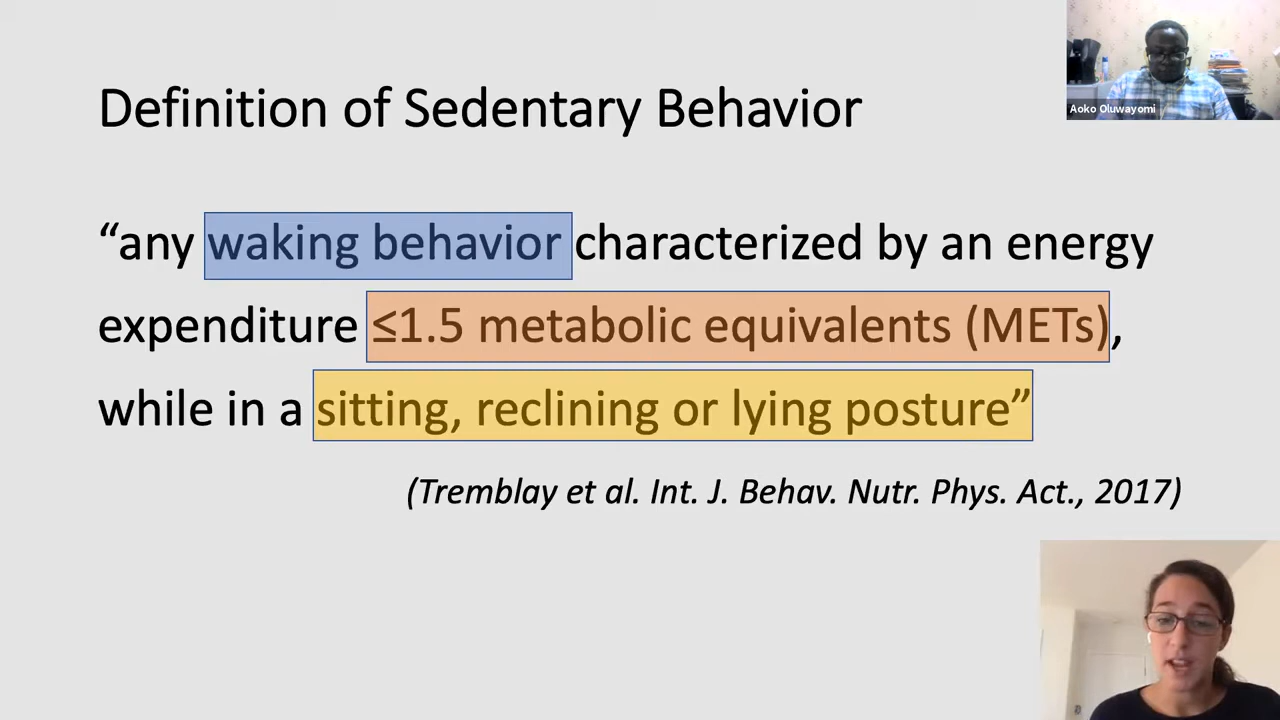 Definition of Sedentary Behavior
“any waking behavior characterized by an energy
expenditure ≤1.5 metabolic equivalents (METs),
while in a sitting, reclining or lying posture”
(Tremblay et al. Int. J. Behav. Nutr. Phys. Act., 2017)
Aoko Oluwayomi